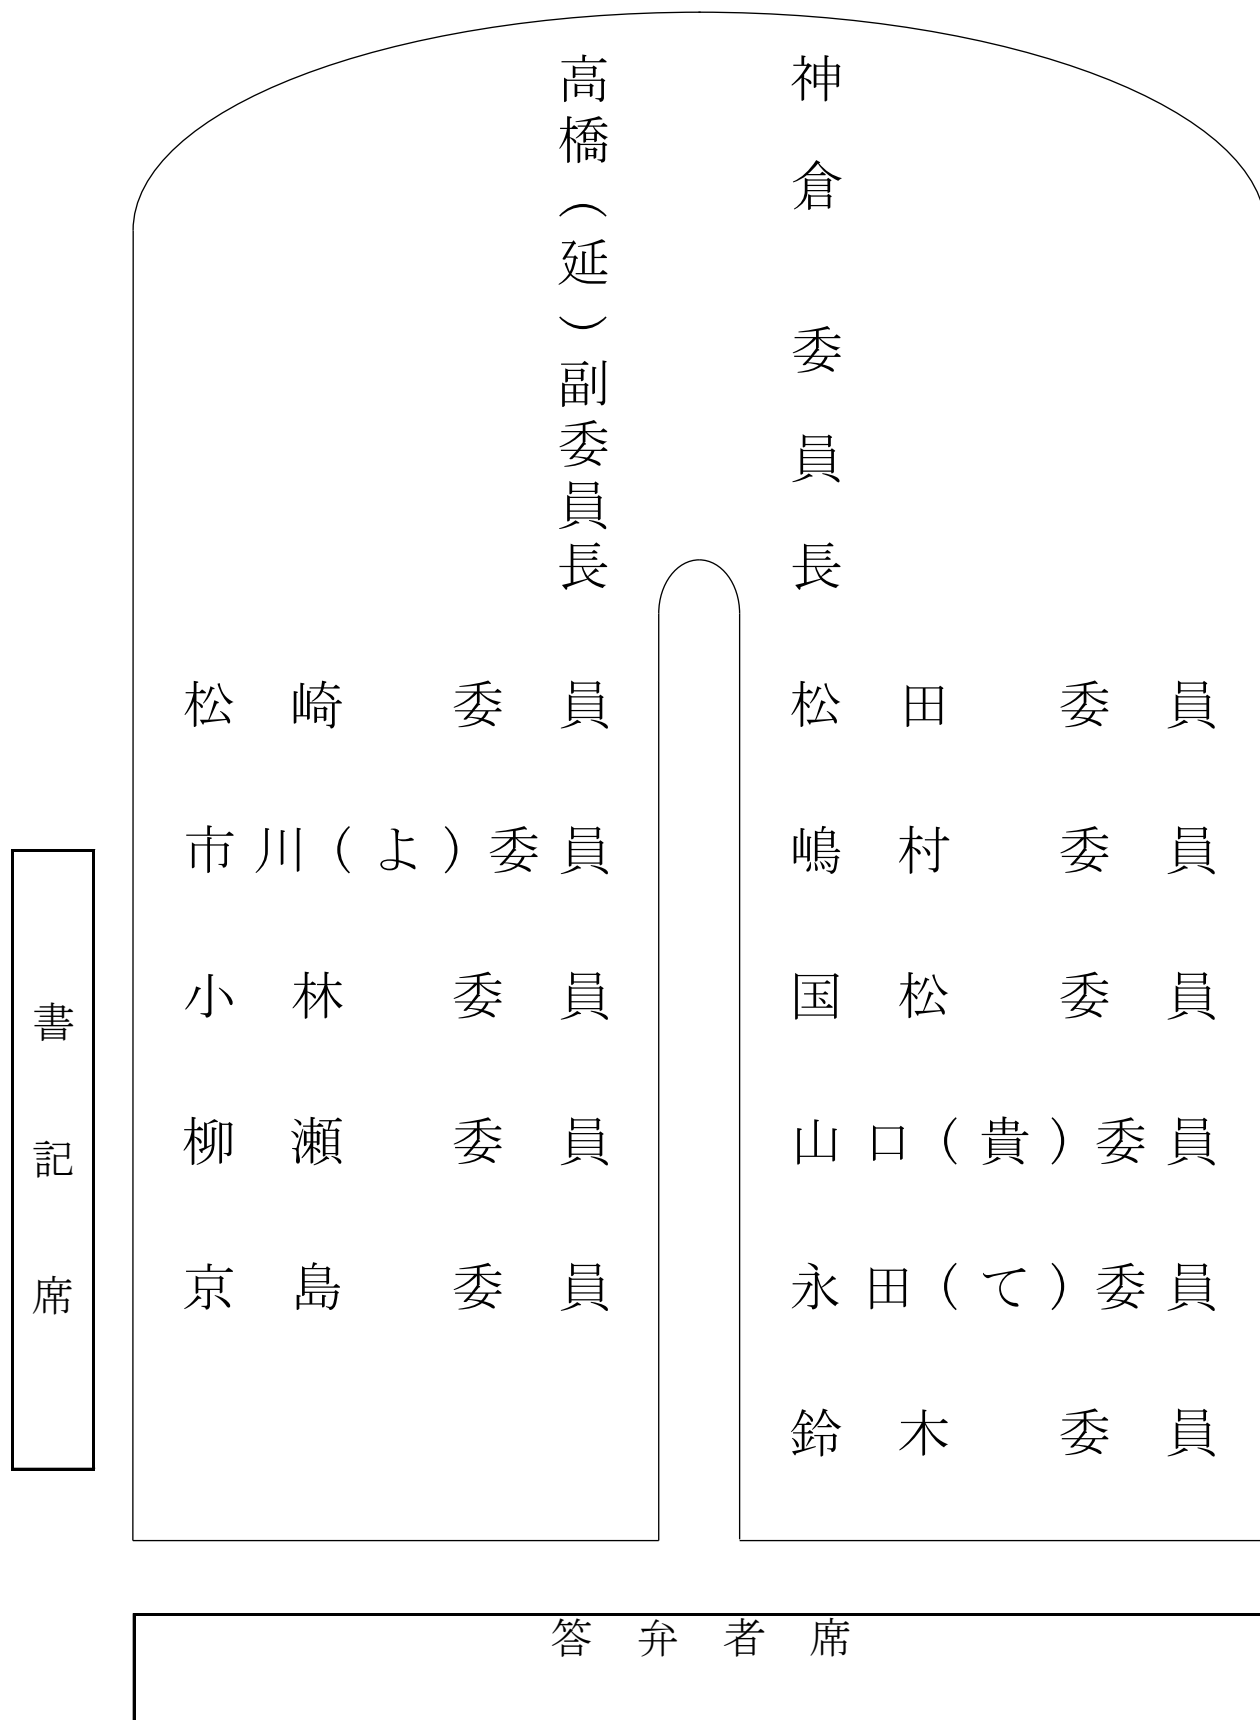 神倉委員長
高橋（延）副委員長
松崎委員
松田委員
市川（よ）委員
嶋村委員
小林委員
国松委員
柳瀬委員
山口（貴）委員
京島委員
永田（て）委員
鈴木委員
書記席
答弁者席